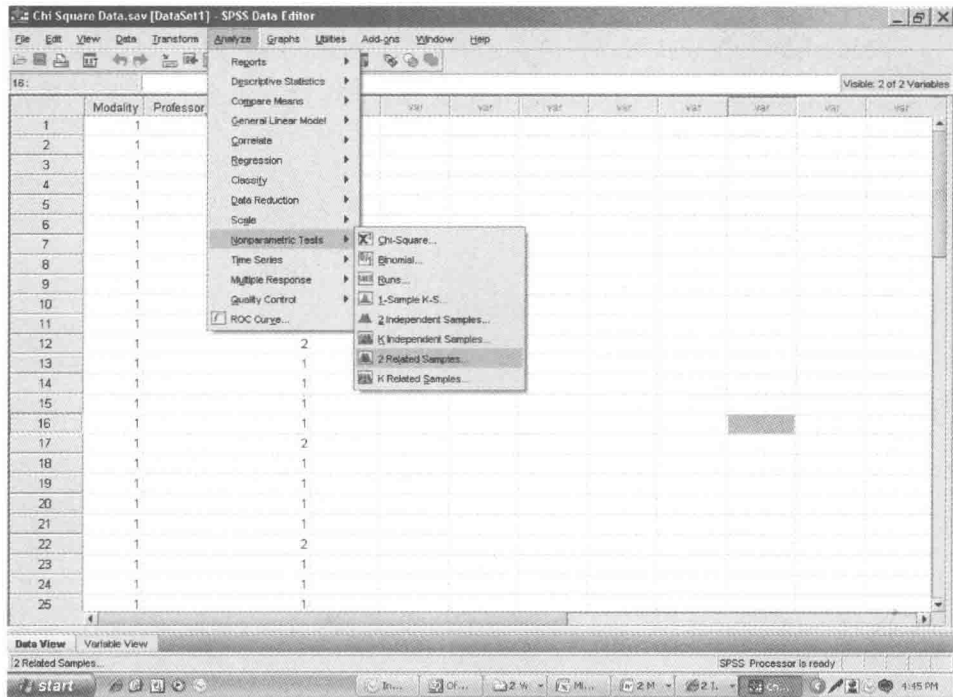 Chi Square Data.sav [DataSet1] - SPSS Data Editor
File Edit View Data Transform Analyze Graphs Utilities Add-ons Window Help
16:
Visible: 2 of 2 Variables
Modality Professor var var var var var var var var
Reports
Descriptive Statistics
Compare Means
General Linear Model
Correlate
Regression
Classify
Data Reduction
Scale
Nonparametric Tests
Time Series
Multiple Response
Quality Control
ROC Curve...
Chi-Square...
Binomial...
Runs...
1-Sample K-S...
2 Independent Samples...
K Independent Samples...
2 Related Samples...
K Related Samples...
1 1
2 1
3 1
4 1
5 1
6 1
7 1
8 1
9 1
10 1
11 1
12 1 2
13 1 1
14 1 1
15 1 1
16 1 1
17 1 2
18 1 1
19 1 1
20 1 1
21 1 1
22 1 2
23 1 1
24 1 1
25 1 1
Data View Variable View
2 Related Samples...
SPSS Processor is ready
start In... Of... 2 W M... 2 M 2 1. Ch... 4:45 PM